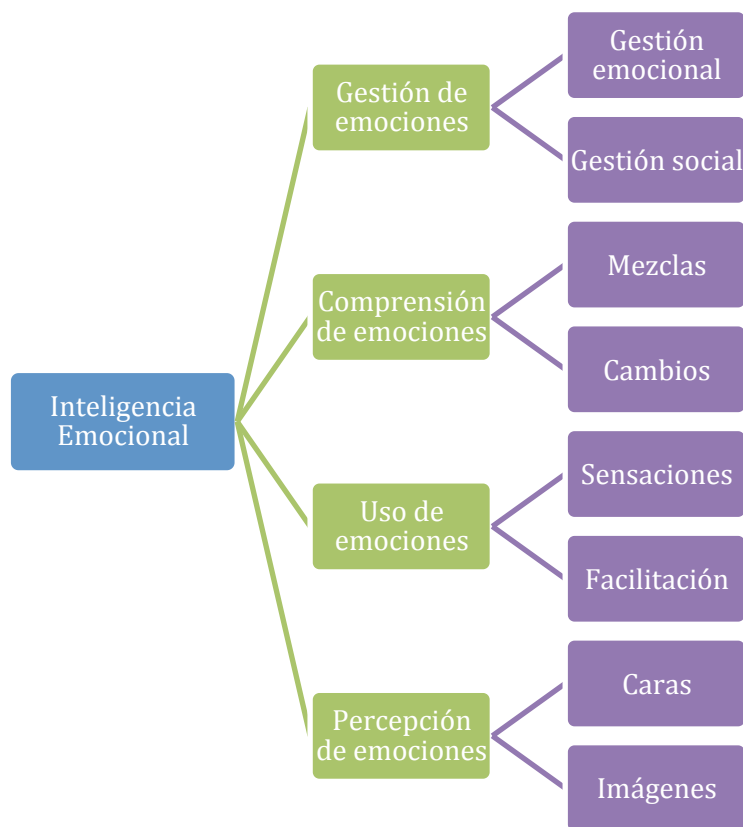 Inteligencia
Emocional
Gestión de
emociones
Gestión
emocional
Gestión social
Comprensión
de emociones
Mezclas
Cambios
Uso de
emociones
Sensaciones
Facilitación
Percepción
de emociones
Caras
Imágenes